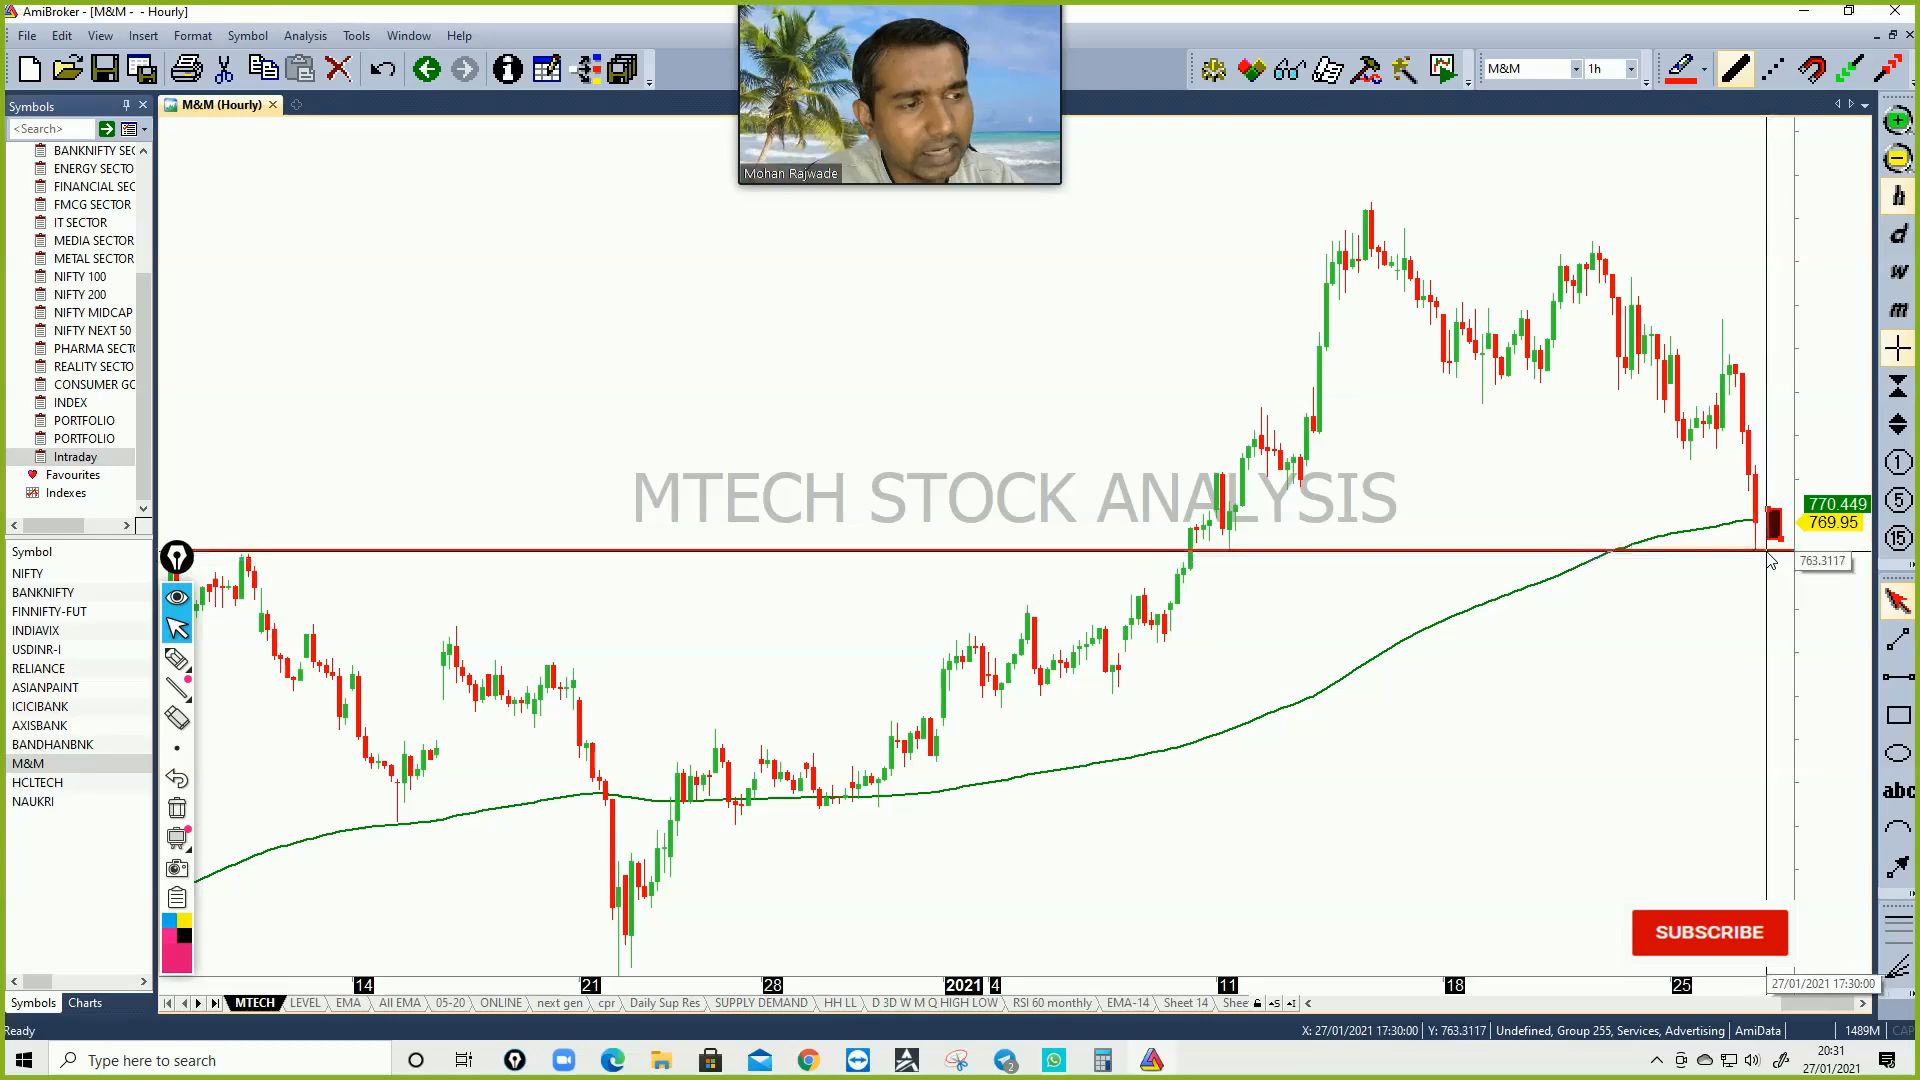 AmiBroker - [M&M - - Hourly]
File Edit View Insert Format Symbol Analysis Tools Window Help
M&M 1h
Symbols
M&M (Hourly)
<Search>
BANKNIFTY SEC
ENERGY SECTO
FINANCIAL SEC
FMCG SECTOR
IT SECTOR
MEDIA SECTOR
METAL SECTOR
NIFTY 100
NIFTY 200
NIFTY MIDCAP
NIFTY NEXT 50
PHARMA SECT
REALITY SECTO
CONSUMER GC
INDEX
PORTFOLIO
PORTFOLIO
Intraday
Favourites
Indexes
Mohan Rajwade
MTECH STOCK ANALYSIS
770.449
769.95
763.3117
h
d
w
m
1
5
15
abc
Symbol
NIFTY
BANKNIFTY
FINNIFTY-FUT
INDIAVIX
USDINR-I
RELIANCE
ASIANPAINT
ICICIBANK
AXISBANK
BANDHANBNK
M&M
HCLTECH
NAUKRI
SUBSCRIBE
14 21 28 2021 4 11 18 25
27/01/2021 17:30:00
Symbols Charts
MTECH LEVEL EMA All EMA 05-20 ONLINE next gen cpr Daily Sup Res SUPPLY DEMAND HH LL D 3D W M Q HIGH LOW RSI 60 monthly EMA-14 Sheet 14 Shee
Ready
X: 27/01/2021 17:30:00 Y: 763.3117 Undefined, Group 255, Services, Advertising AmiData 1489M CAP
Type here to search
2
20:31
27/01/2021